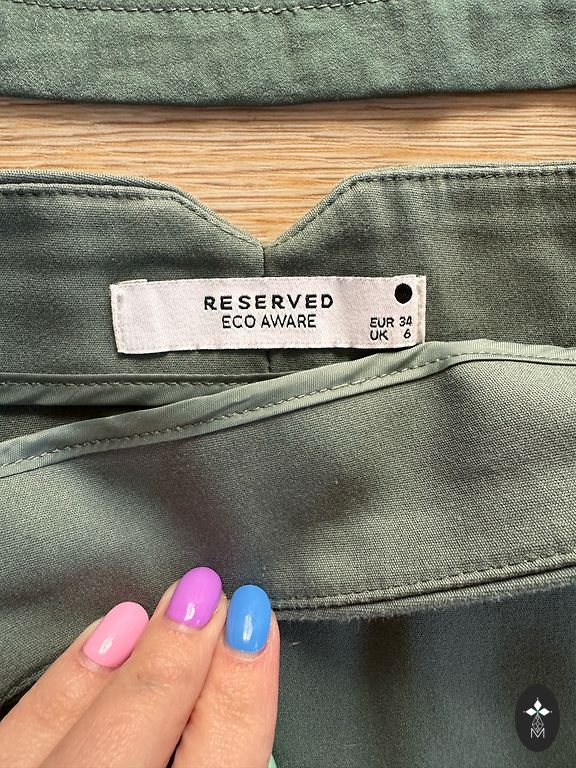 RESERVED
ECO AWARE
EUR 34
UK 6
M